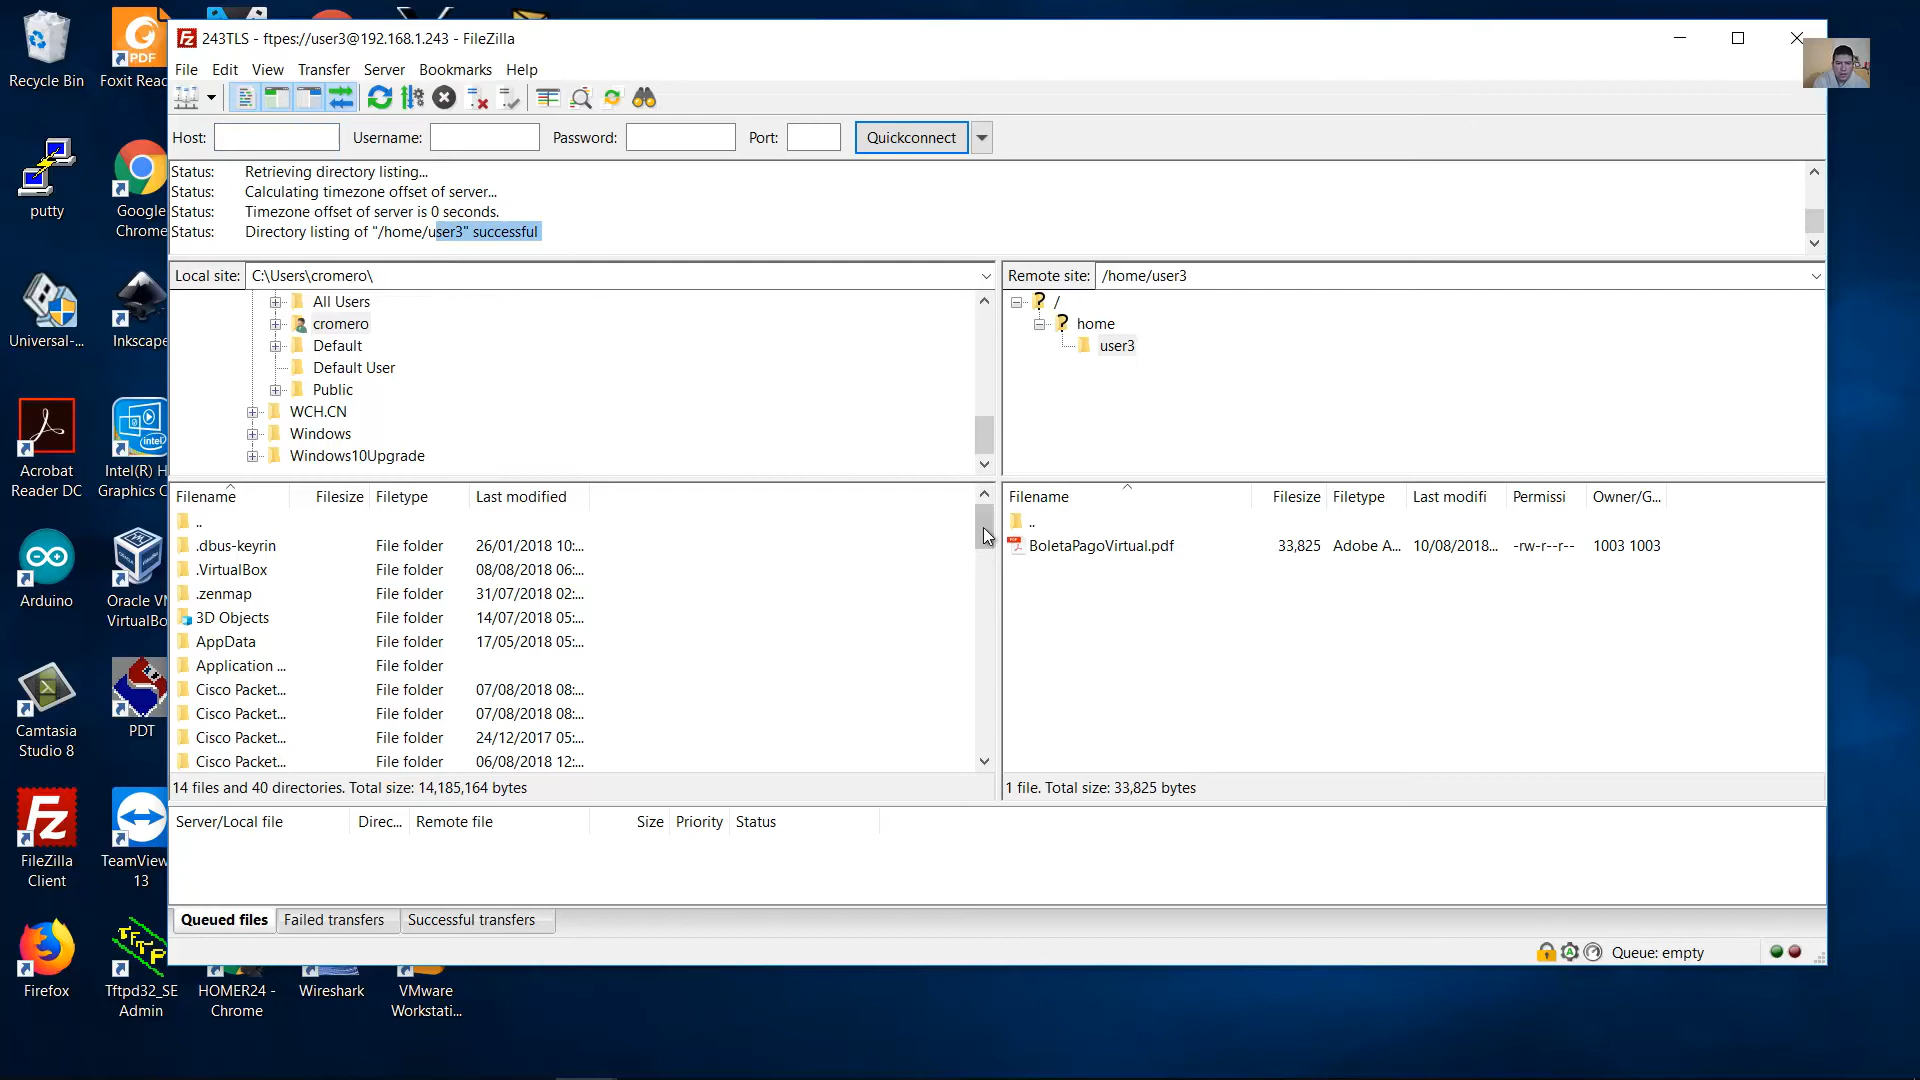 243TLS - ftpes://user3@192.168.1.243 - FileZilla
File Edit View Transfer Server Bookmarks Help
Host: Username: Password: Port: Quickconnect
Status: Retrieving directory listing...
Status: Calculating timezone offset of server...
Status: Timezone offset of server is 0 seconds.
Status: Directory listing of "/home/user3" successful
Local site: C:\Users\cromero\
All Users
cromero
Default
Default User
Public
WCH.CN
Windows
Windows10Upgrade
Remote site: /home/user3
/
home
user3
Filename Filesize Filetype Last modified
..
.dbus-keyrin File folder 26/01/2018 10:...
.VirtualBox File folder 08/08/2018 06:...
.zenmap File folder 31/07/2018 02:...
3D Objects File folder 14/07/2018 05:...
AppData File folder 17/05/2018 05:...
Application ... File folder
Cisco Packet... File folder 07/08/2018 08:...
Cisco Packet... File folder 07/08/2018 08:...
Cisco Packet... File folder 24/12/2017 05:...
Cisco Packet... File folder 06/08/2018 12:...
14 files and 40 directories. Total size: 14,185,164 bytes
Filename Filesize Filetype Last modifi Permissi Owner/G...
..
BoletaPagoVirtual.pdf 33,825 Adobe A... 10/08/2018... -rw-r--r-- 1003 1003
1 file. Total size: 33,825 bytes
Server/Local file Direc... Remote file Size Priority Status
Queued files Failed transfers Successful transfers
Queue: empty
Recycle Bin
Foxit Reac
putty
Google
Chrome
Universal-...
Inkscape
Acrobat
Reader DC
Intel(R) H
Graphics C
Arduino
Oracle VM
VirtualBo
Camtasia
Studio 8
PDT
FileZilla
Client
TeamView
13
Firefox
Tftpd32_SE
Admin
HOMER24 -
Chrome
Wireshark
VMware
Workstati...